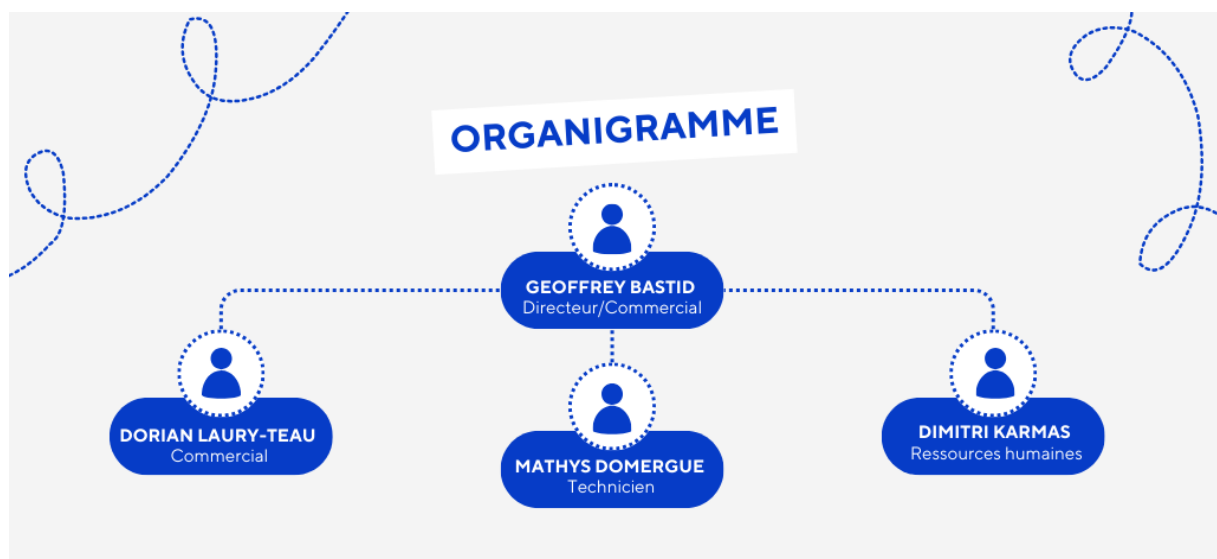 ORGANIGRAMME
GEOFFREY BASTID
Directeur/Commercial
DORIAN LAURY-TEAU
Commercial
MATHYS DOMERGUE
Technicien
DIMITRI KARMAS
Ressources humaines